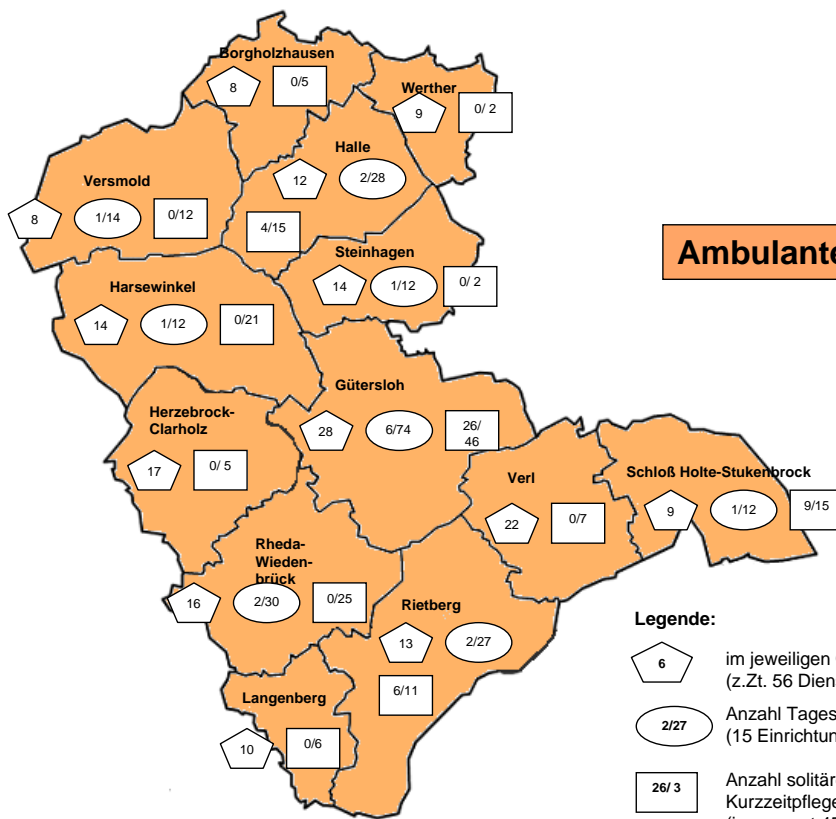 Borgholzhausen
8
0/5
Werther
9
0/ 2
Halle
12
2/28
4/15
Versmold
8
1/14
0/12
Steinhagen
14
1/12
0/ 2
Ambulante
Harsewinkel
14
1/12
0/21
Gütersloh
28
6/74
26/
46
Herzebrock-
Clarholz
17
0/ 5
Verl
22
0/7
Schloß Holte-Stukenbrock
9
1/12
9/15
Rheda-
Wieden-
brück
16
2/30
0/25
Rietberg
13
2/27
6/11
Langenberg
10
0/6
Legende:
6
im jeweiligen
(z.Zt. 56 Diens
2/27
Anzahl Tages
(15 Einrichtun
26/ 3
Anzahl solitär
Kurzzeitpflege